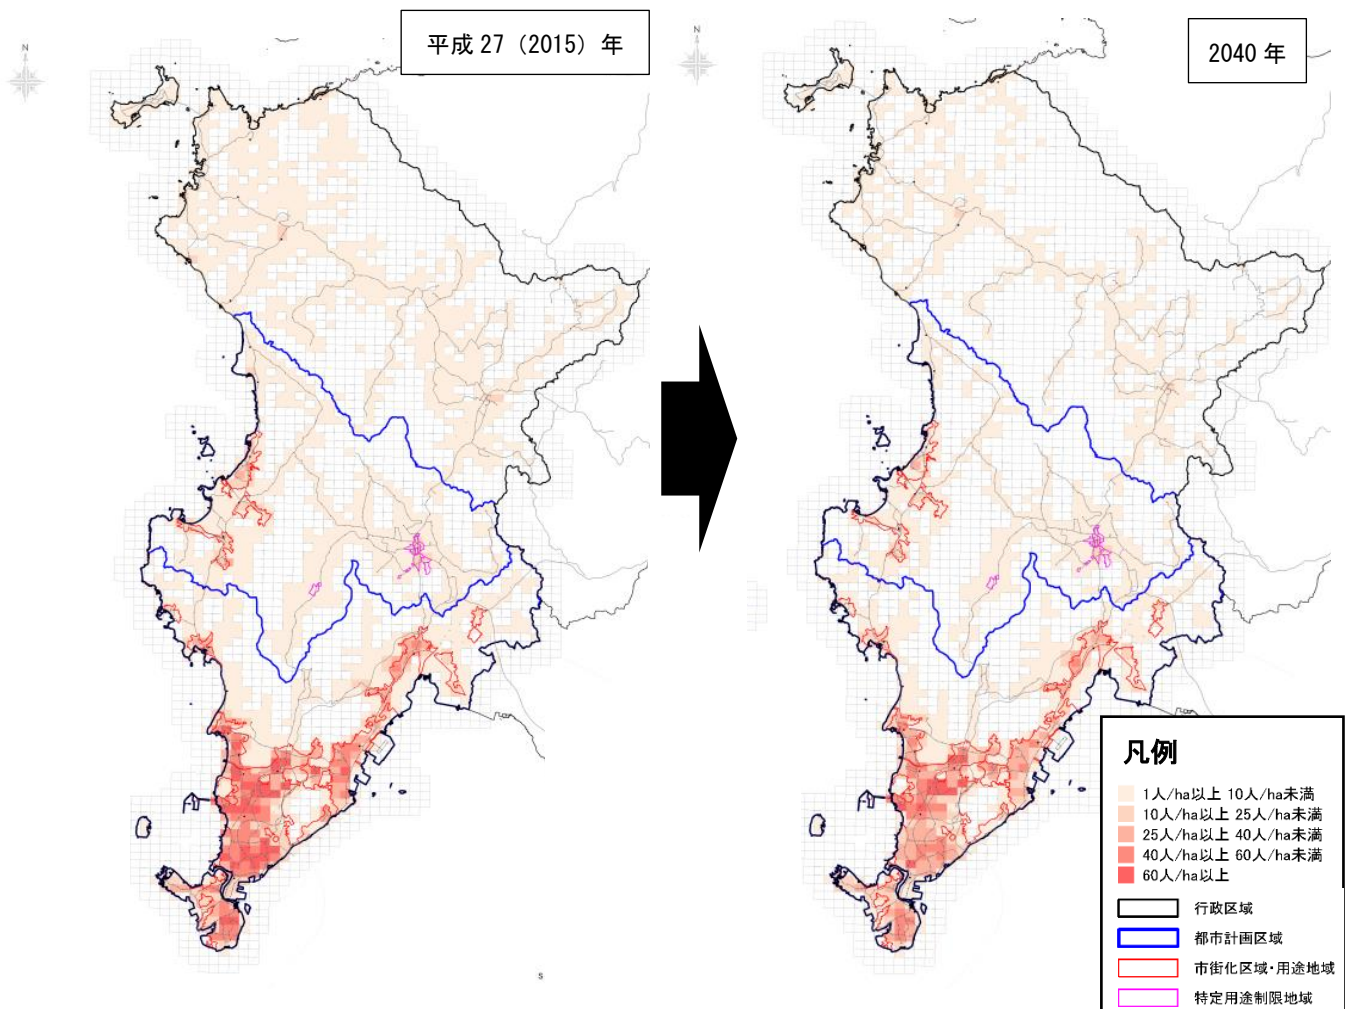 平成 27（2015）年
2040 年
N
N
凡例
1人/ha以上 10人/ha未満
10人/ha以上 25人/ha未満
25人/ha以上 40人/ha未満
40人/ha以上 60人/ha未満
60人/ha以上
行政区域
都市計画区域
市街化区域・用途地域
特定用途制限地域
S